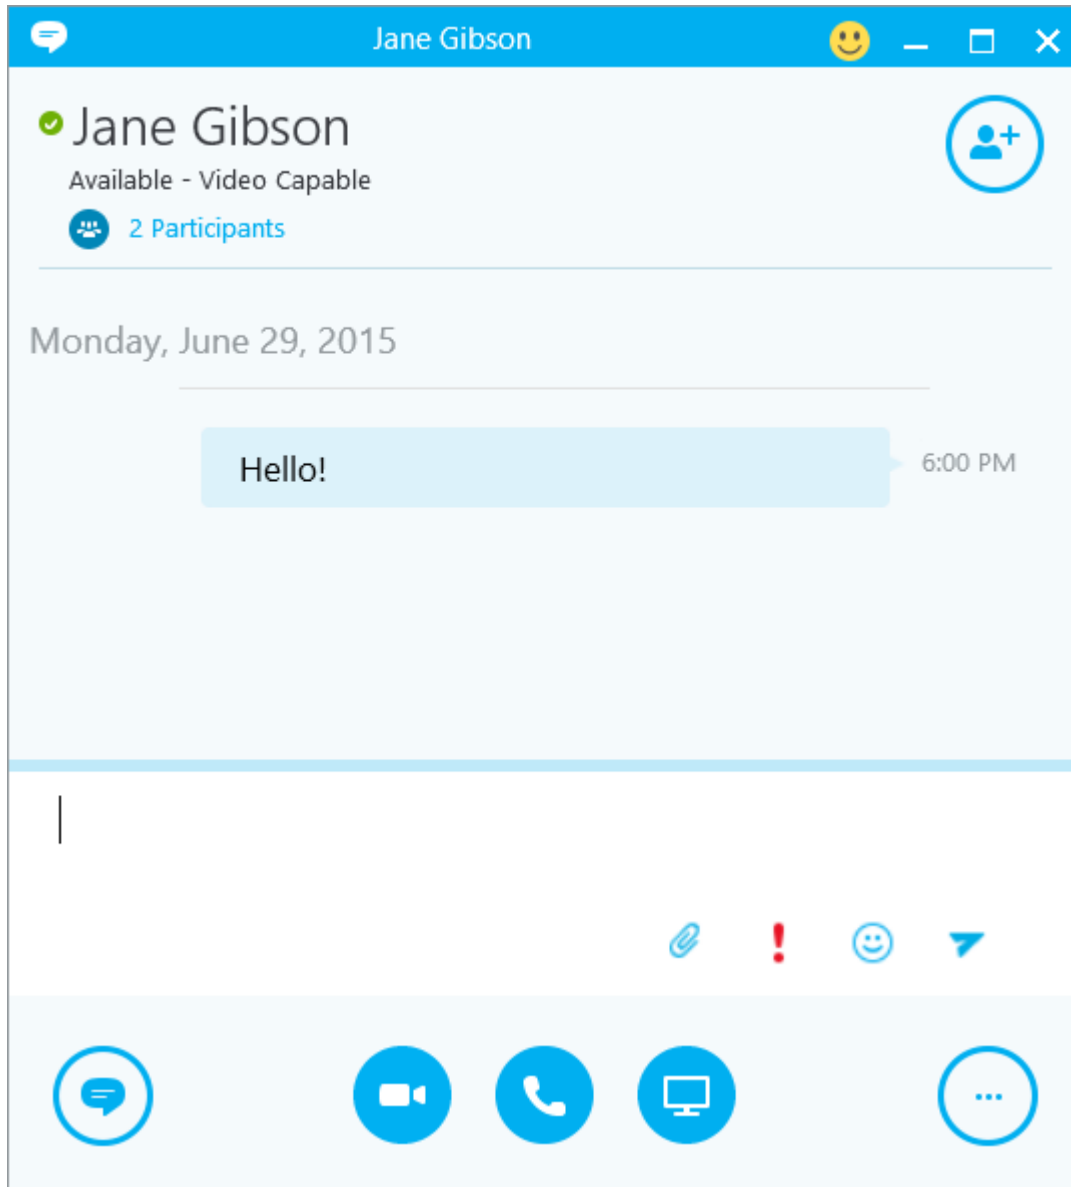 Jane Gibson
Jane Gibson
Available - Video Capable
2 Participants
Monday, June 29, 2015
Hello!
6:00 PM